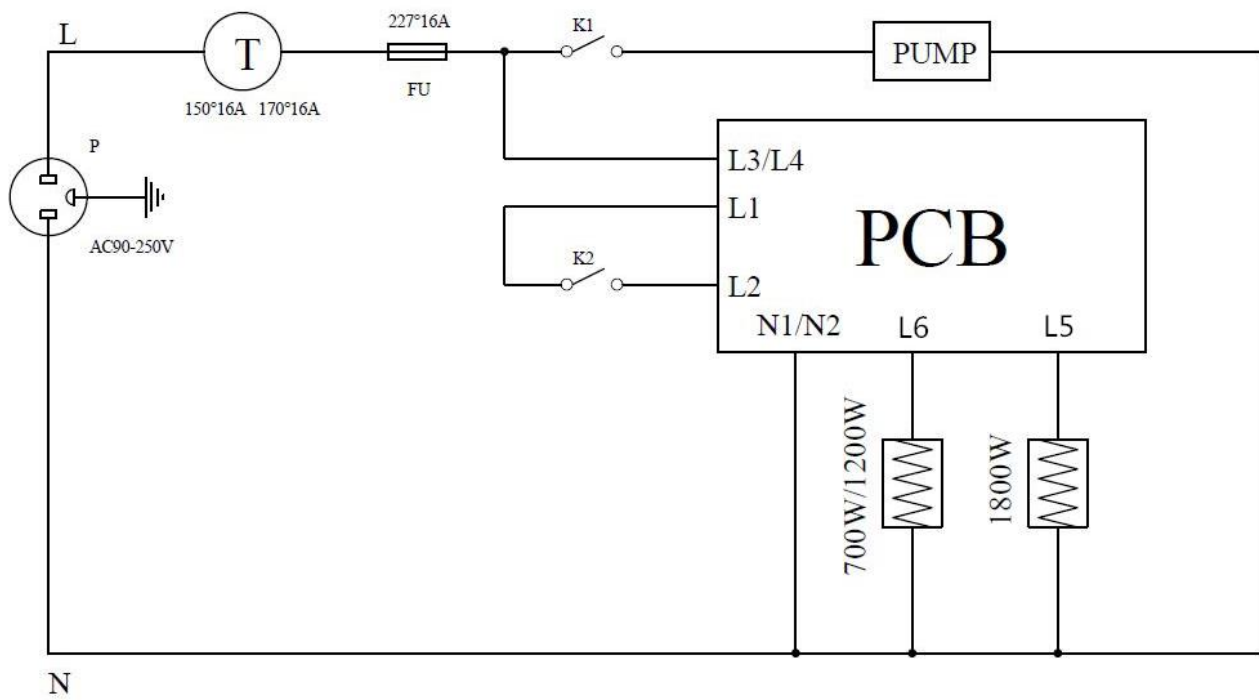 L
227°16A
K1
T
PUMP
FU
150°16A 170°16A
P
L3/L4
L1
PCB
AC90-250V
K2
L2
N1/N2 L6 L5
700W/1200W
1800W
N